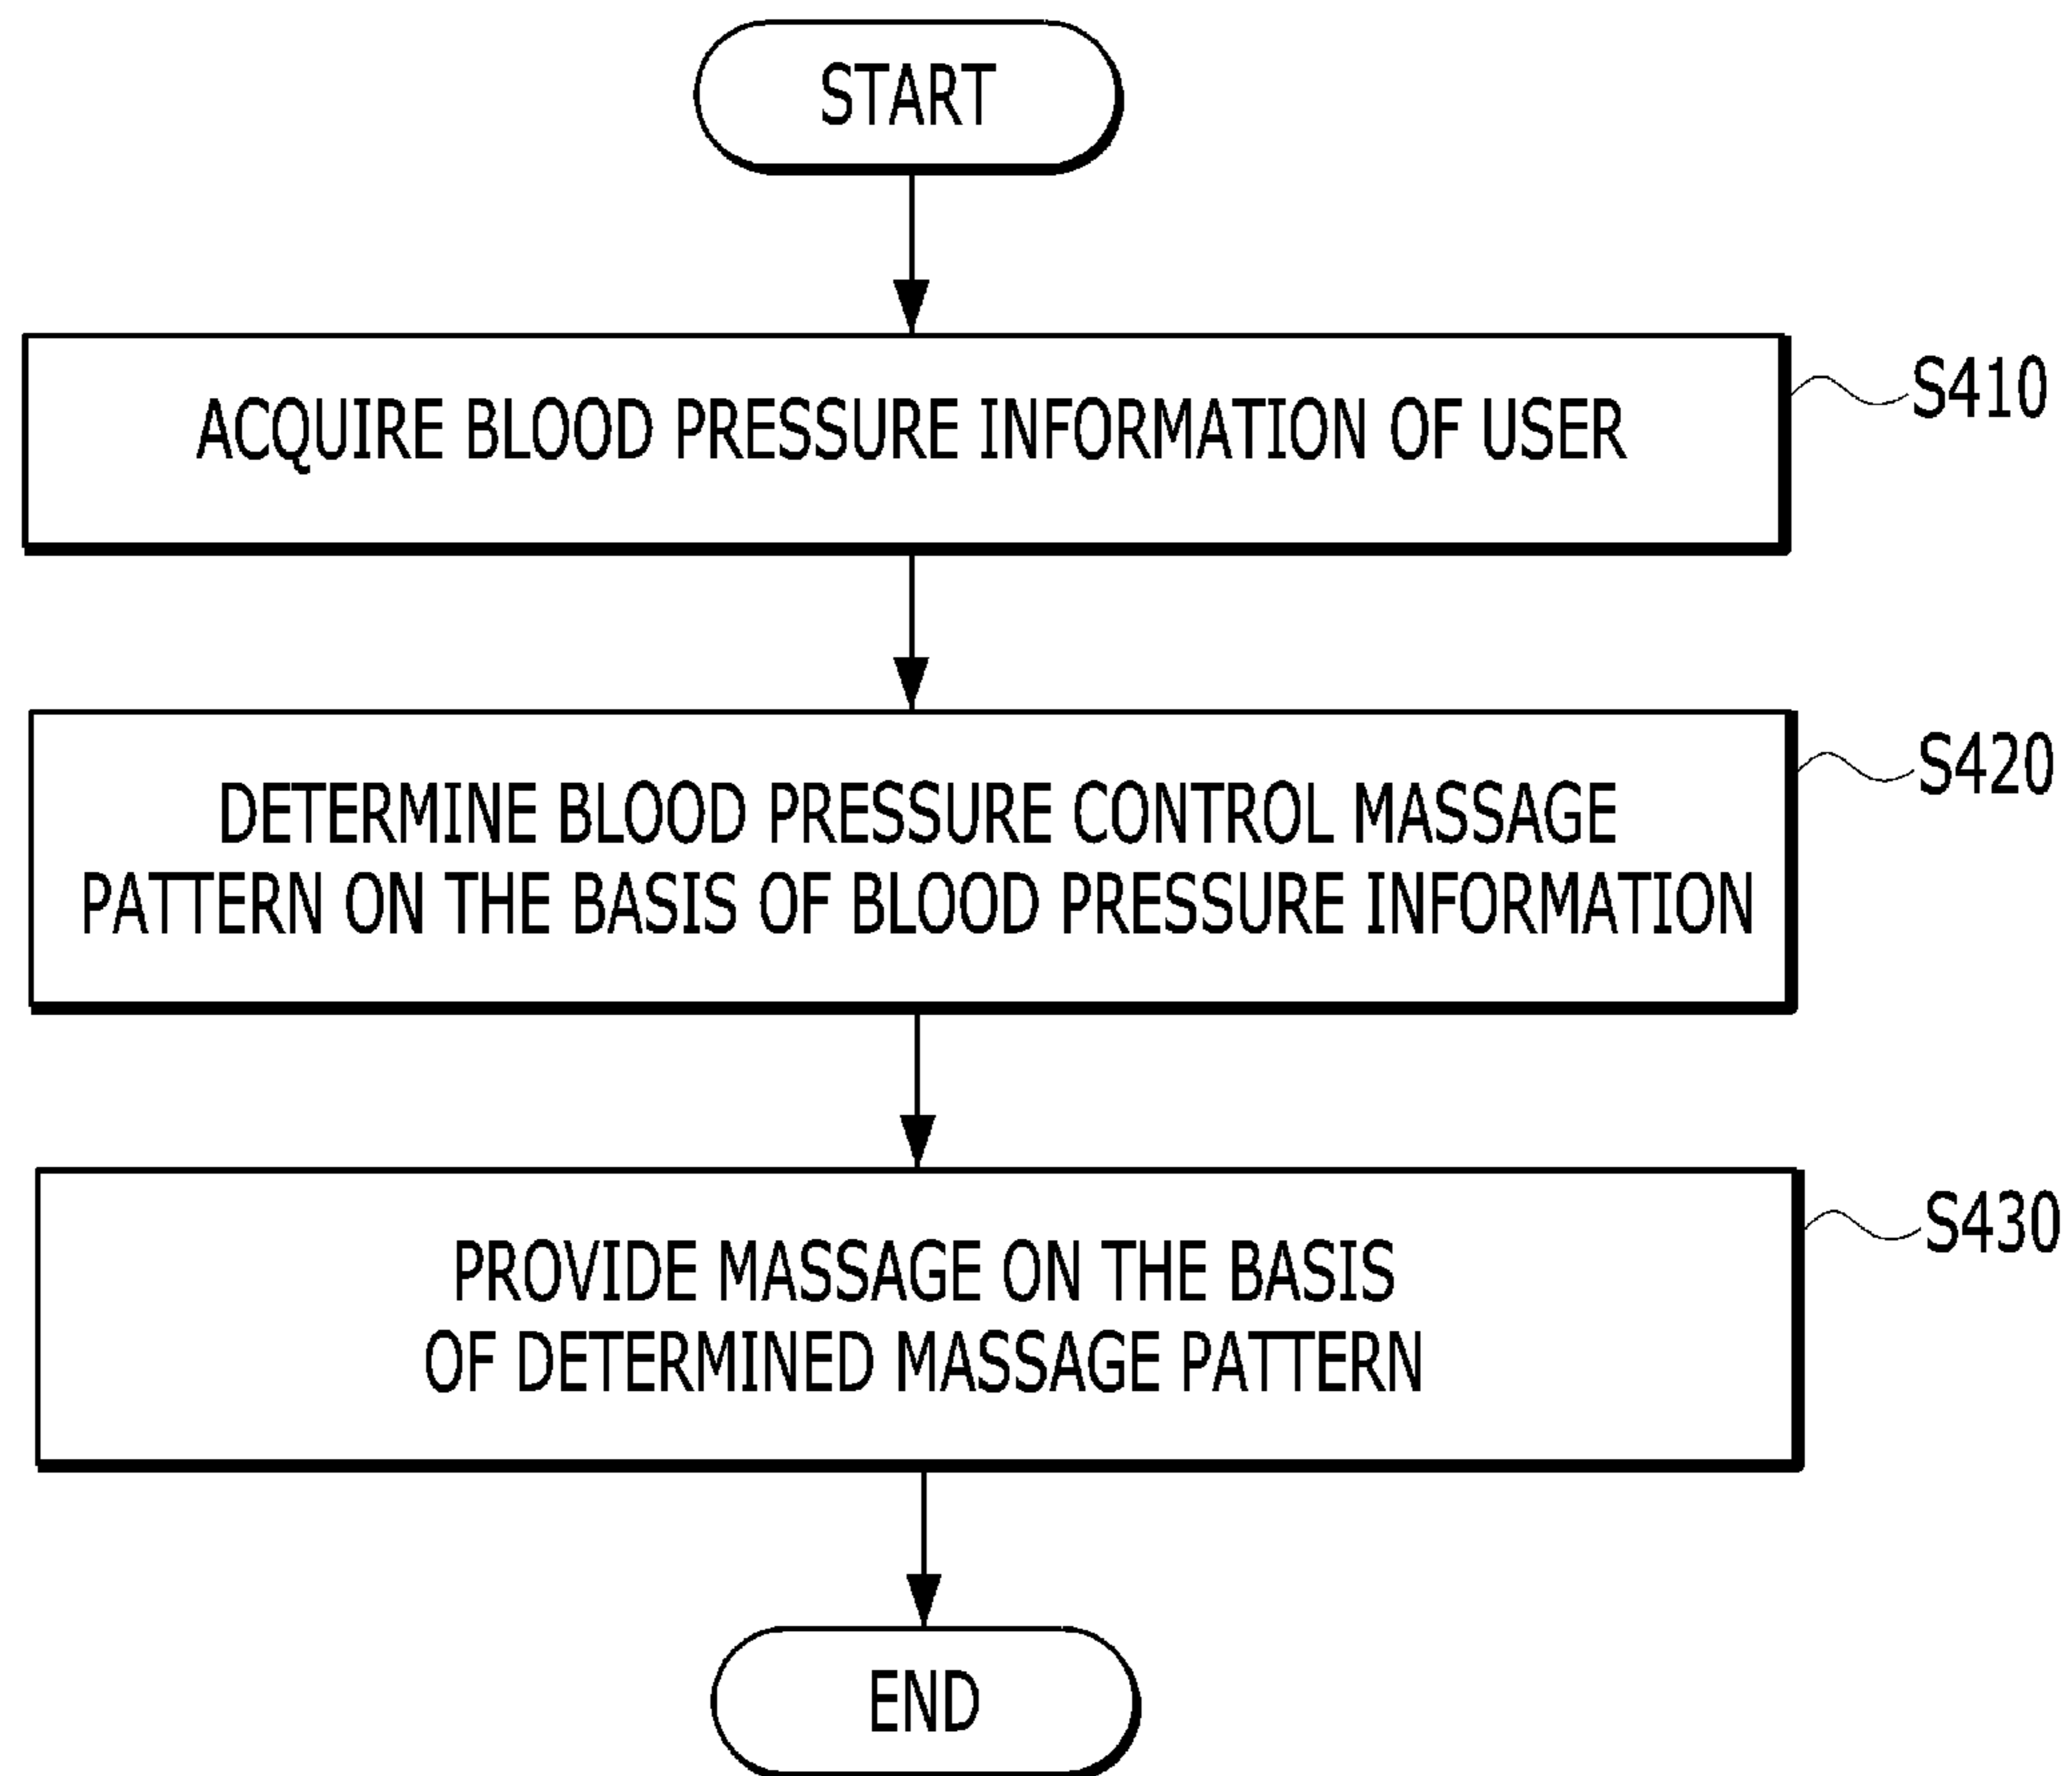 START
ACQUIRE BLOOD PRESSURE INFORMATION OF USER
S410
DETERMINE BLOOD PRESSURE CONTROL MASSAGE
PATTERN ON THE BASIS OF BLOOD PRESSURE INFORMATION
S420
PROVIDE MASSAGE ON THE BASIS
OF DETERMINED MASSAGE PATTERN
S430
END